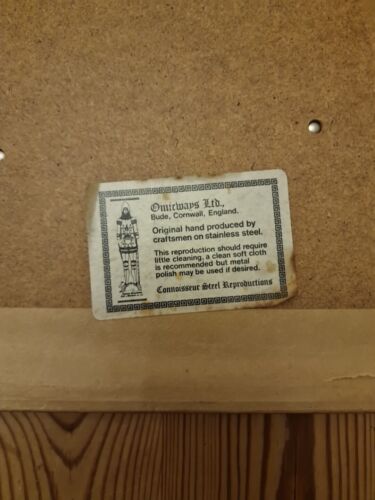 Omicways Ltd.,
Bude, Cornwall, England.
Original hand produced by
craftsmen on stainless steel.
This reproduction should require
little cleaning, a clean soft cloth
is recommended but metal
polish may be used if desired.
Connoisseur Steel Reproductions